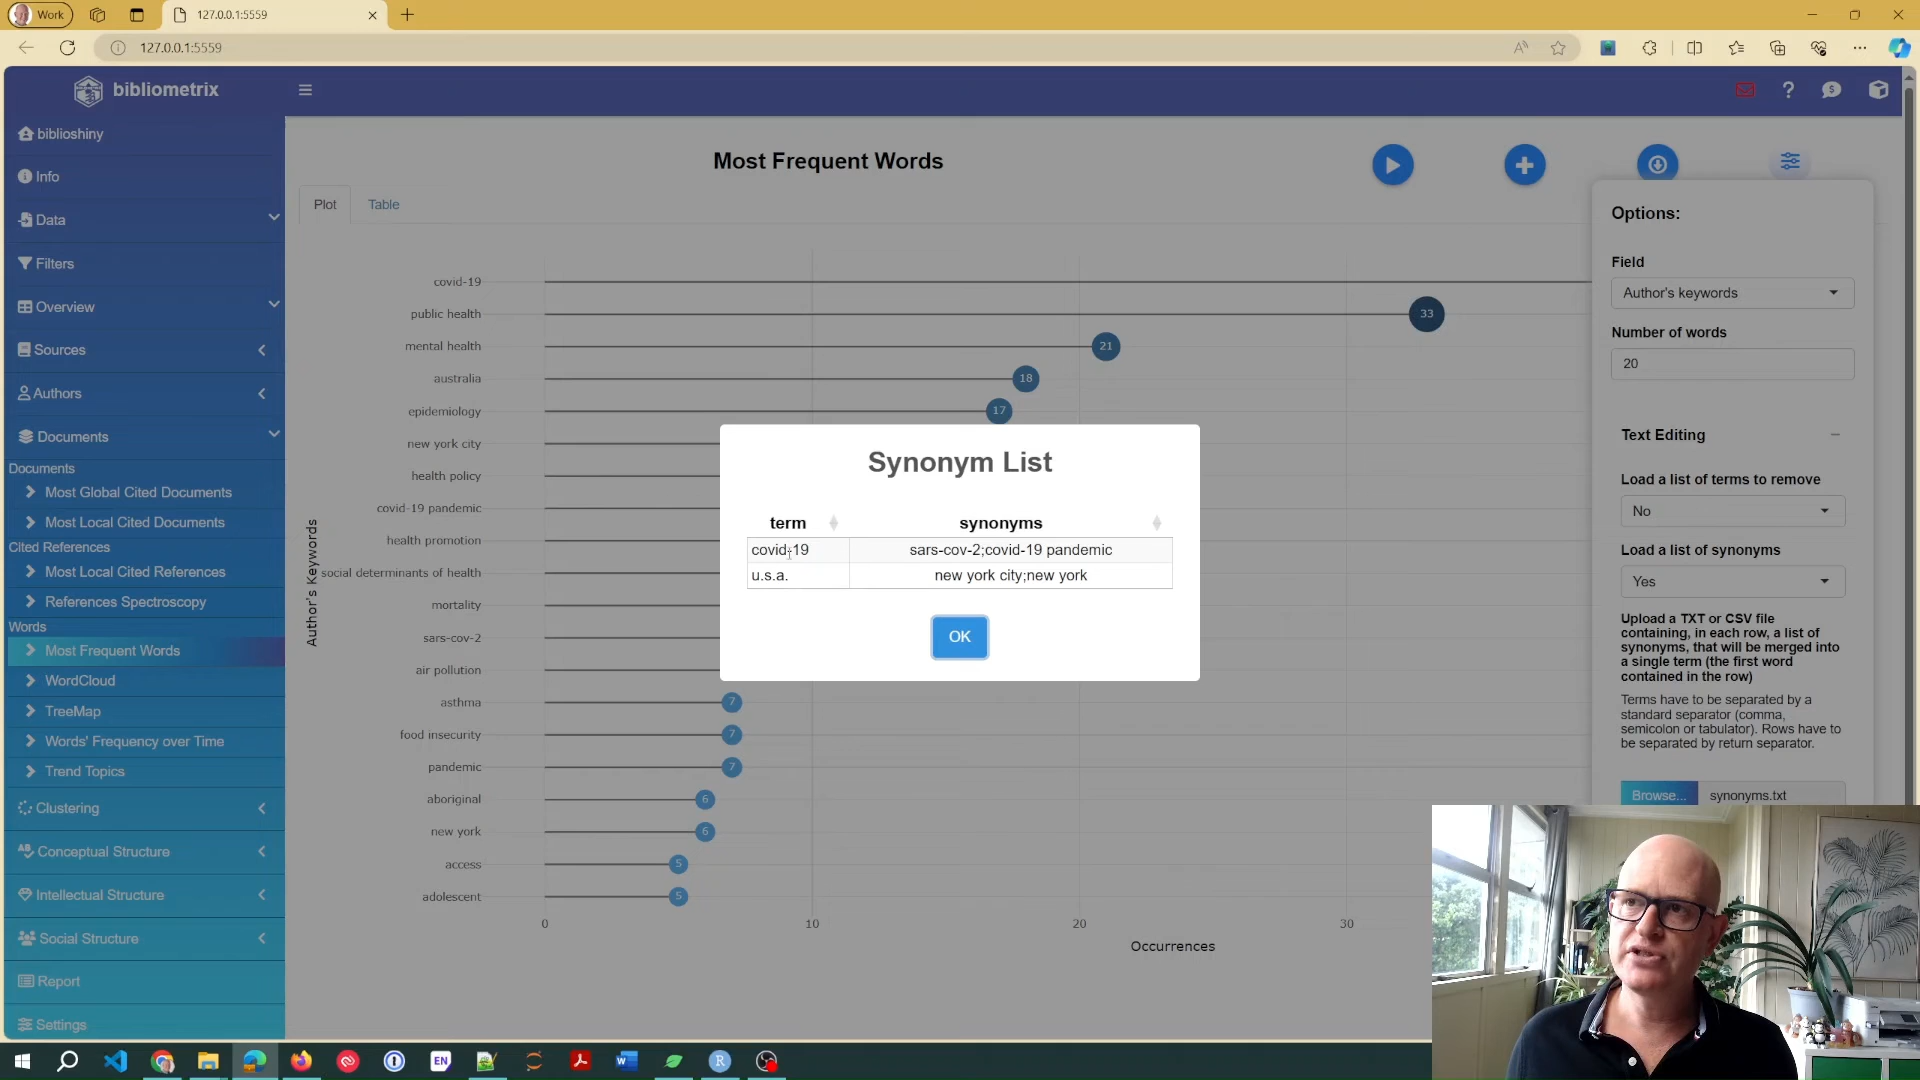 Work
127.0.0.1:5559
127.0.0.1:5559
bibliometrix
biblioshiny
Info
Data
Filters
Overview
Sources
Authors
Documents
Documents
Most Global Cited Documents
Most Local Cited Documents
Cited References
Most Local Cited References
References Spectroscopy
Words
Most Frequent Words
WordCloud
TreeMap
Words' Frequency over Time
Trend Topics
Clustering
Conceptual Structure
Intellectual Structure
Social Structure
Report
Settings
Most Frequent Words
Plot
Table
Author's Keywords
covid-19
public health
33
mental health
21
australia
18
epidemiology
17
new york city
health policy
covid-19 pandemic
health promotion
social determinants of health
mortality
sars-cov-2
air pollution
asthma
7
food insecurity
7
pandemic
7
aboriginal
6
new york
6
access
5
adolescent
5
0
10
20
30
Occurrences
Synonym List
term synonyms
covid-19 sars-cov-2;covid-19 pandemic
u.s.a. new york city;new york
OK
Options:
Field
Author's keywords
Number of words
20
Text Editing
Load a list of terms to remove
No
Load a list of synonyms
Yes
Upload a TXT or CSV file
containing, in each row, a list of
synonyms, that will be merged into
a single term (the first word
contained in the row)
Terms have to be separated by a
standard separator (comma,
semicolon or tabulator). Rows have to
be separated by return separator.
Browse...
synonyms.txt
EN